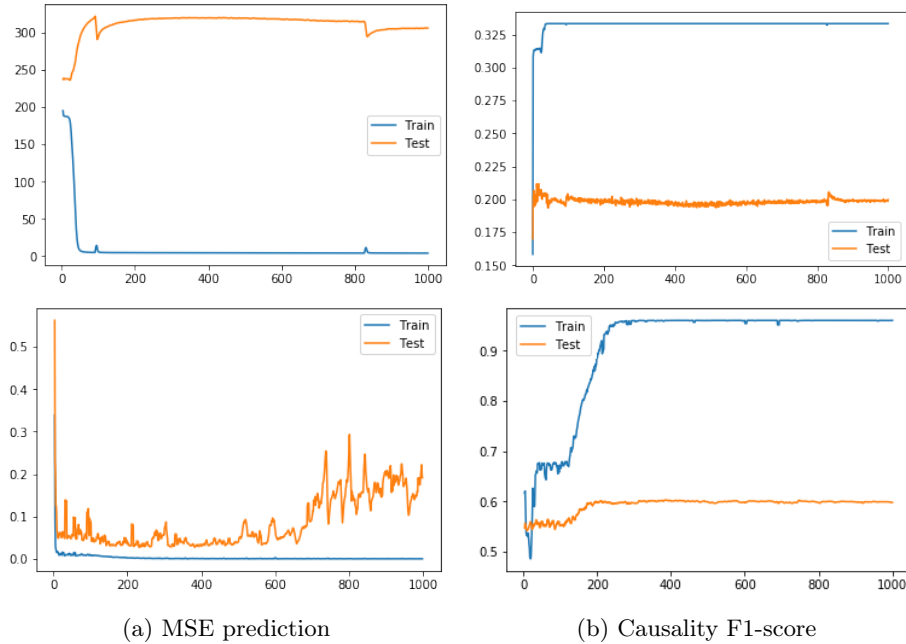 300
250
200
150
100
50
0
Train
Test
0 200 400 600 800 1000
0.325
0.300
0.275
0.250
0.225
0.200
0.175
0.150
Train
Test
0 200 400 600 800 1000
0.5
0.4
0.3
0.2
0.1
0.0
Train
Test
0 200 400 600 800 1000
0.9
0.8
0.7
0.6
0.5
Train
Test
0 200 400 600 800 1000
(a) MSE prediction
(b) Causality F1-score